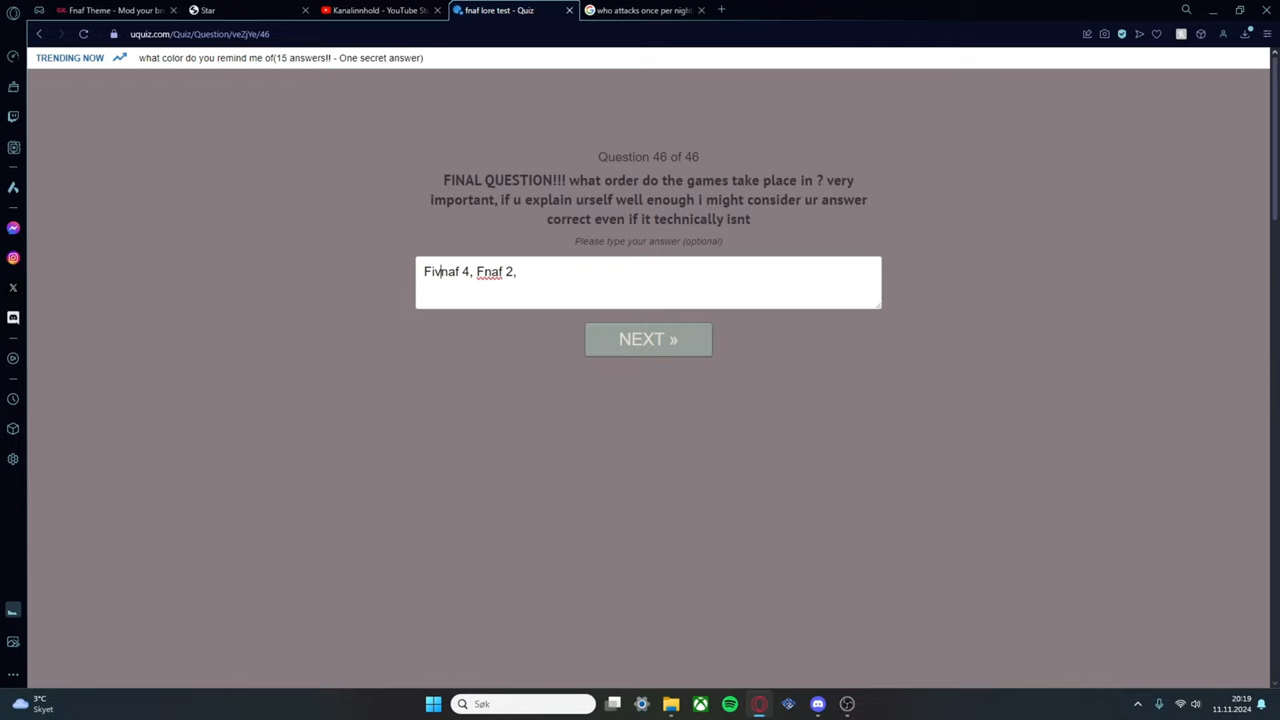 Fnaf Theme - Mod your br
Star
Kanalinnhold - YouTube St
fnaf lore test - Quiz
who attacks once per night
uquiz.com/Quiz/Question/veZjYe/46
TRENDING NOW what color do you remind me of(15 answers!! - One secret answer)
Question 46 of 46
FINAL QUESTION!!! what order do the games take place in ? very
important, if u explain urself well enough i might consider ur answer
correct even if it technically isnt
Please type your answer (optional)
Fivnaf 4, Fnaf 2,
NEXT »
3°C
Skyet
Søk
20:19
11.11.2024